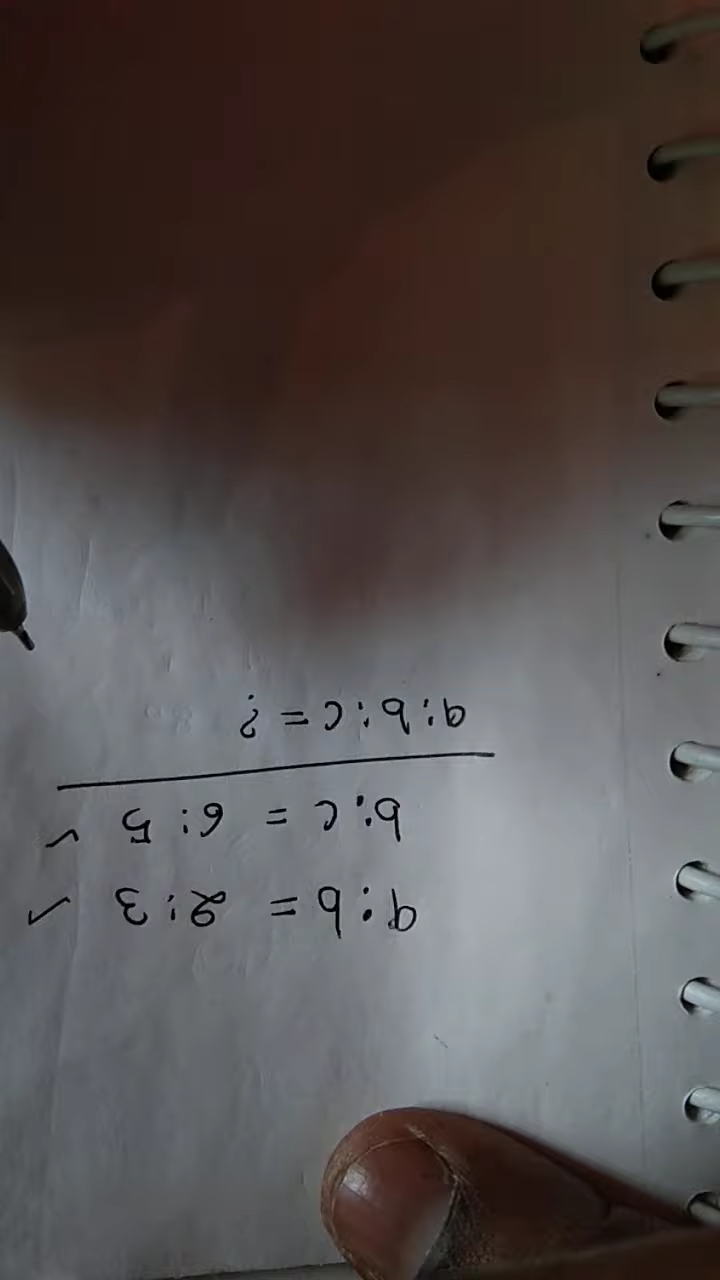 a:b = 2:3 ✓
b:c = 6:5 ✓
a:b:c = ?